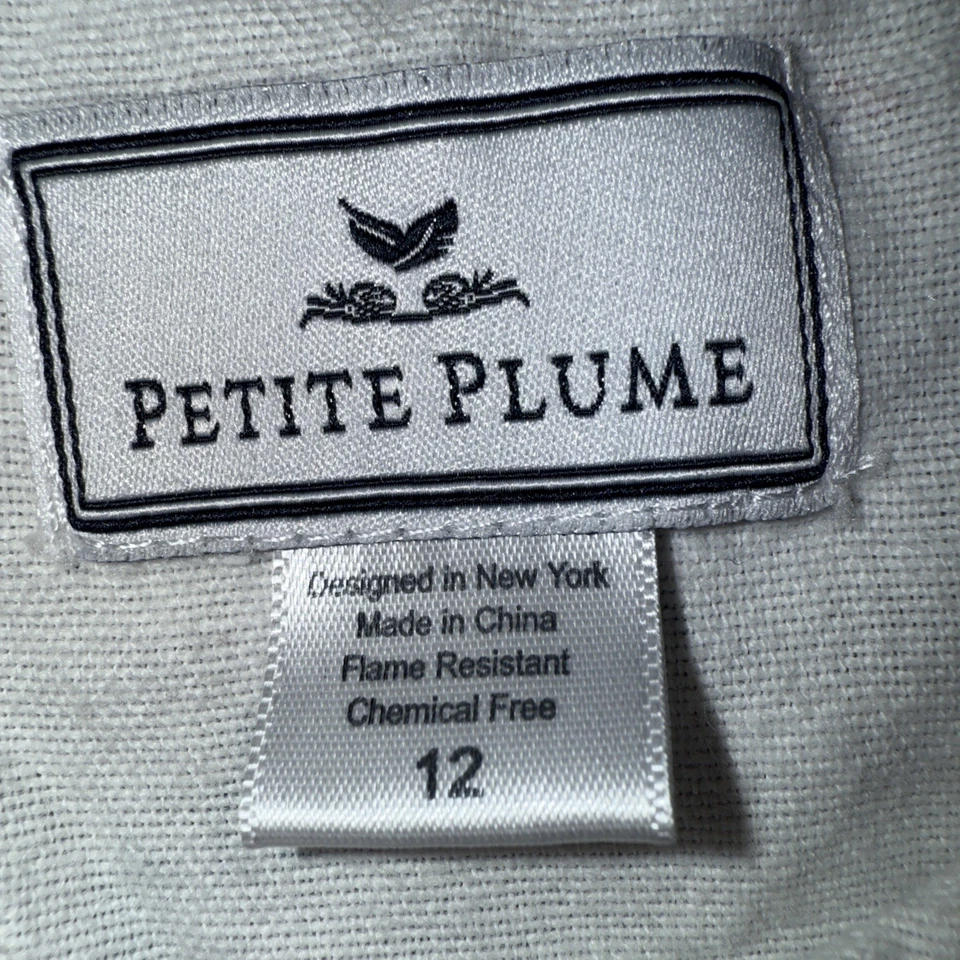 PETITE PLUME
Designed in New York
Made in China
Flame Resistant
Chemical Free
12